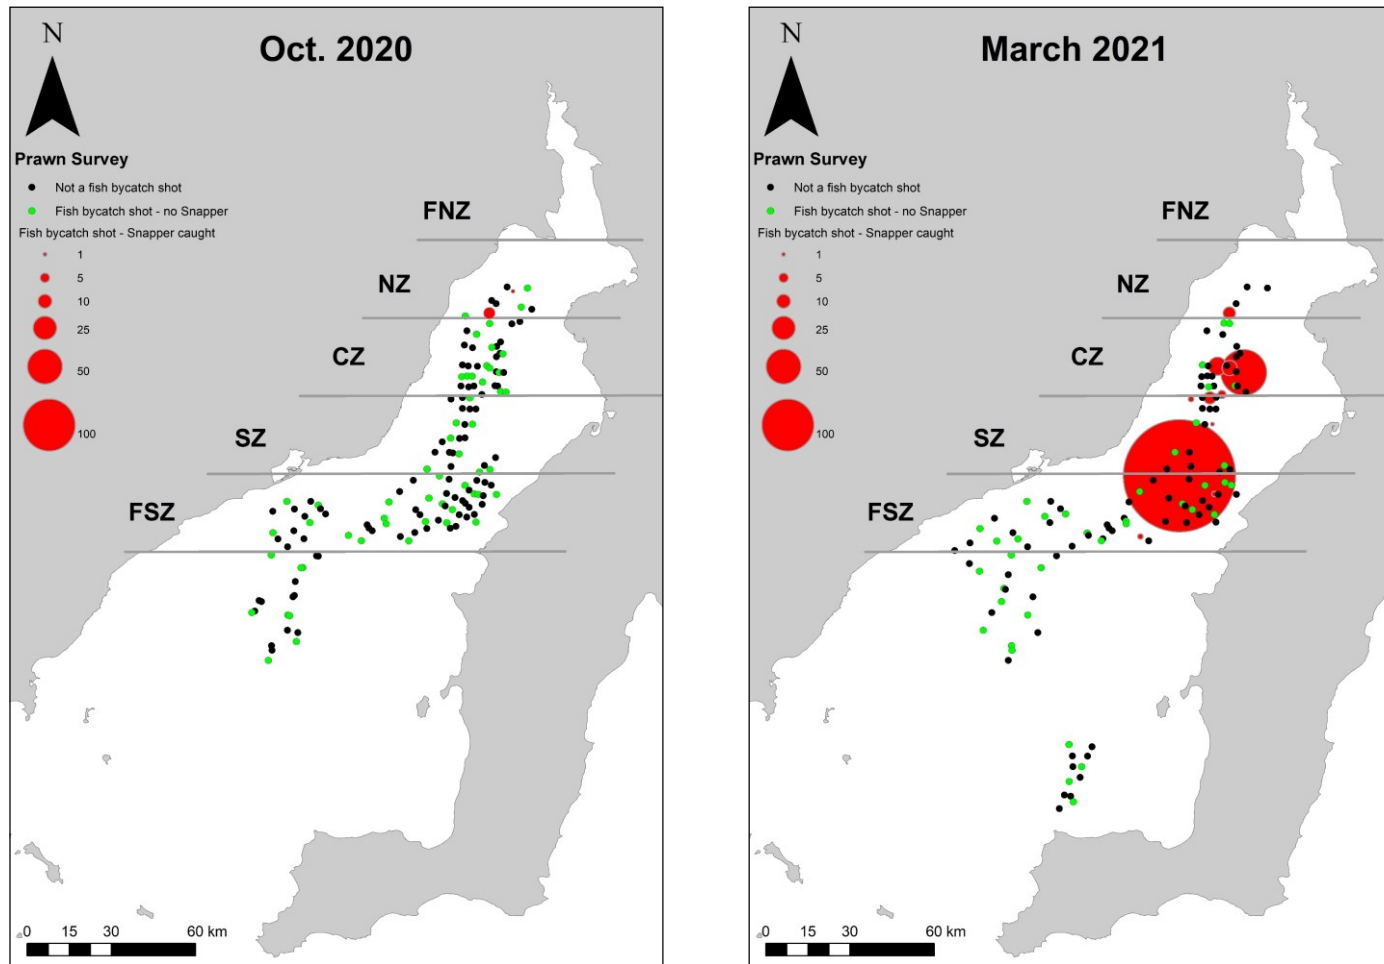 N
Oct. 2020
Prawn Survey
Not a fish bycatch shot
Fish bycatch shot - no Snapper
Fish bycatch shot - Snapper caught
1
5
10
25
50
100
FNZ
NZ
CZ
SZ
FSZ
0 15 30 60 km
N
March 2021
Prawn Survey
Not a fish bycatch shot
Fish bycatch shot - no Snapper
Fish bycatch shot - Snapper caught
1
5
10
25
50
100
FNZ
NZ
CZ
SZ
FSZ
0 15 30 60 km